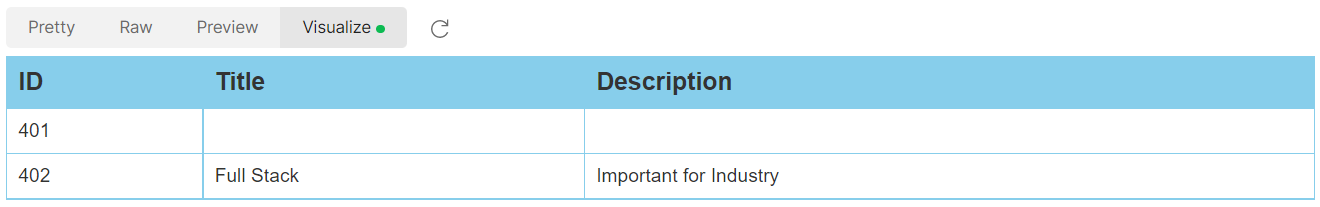 Pretty Raw Preview Visualize
ID Title Description
401
402 Full Stack Important for Industry